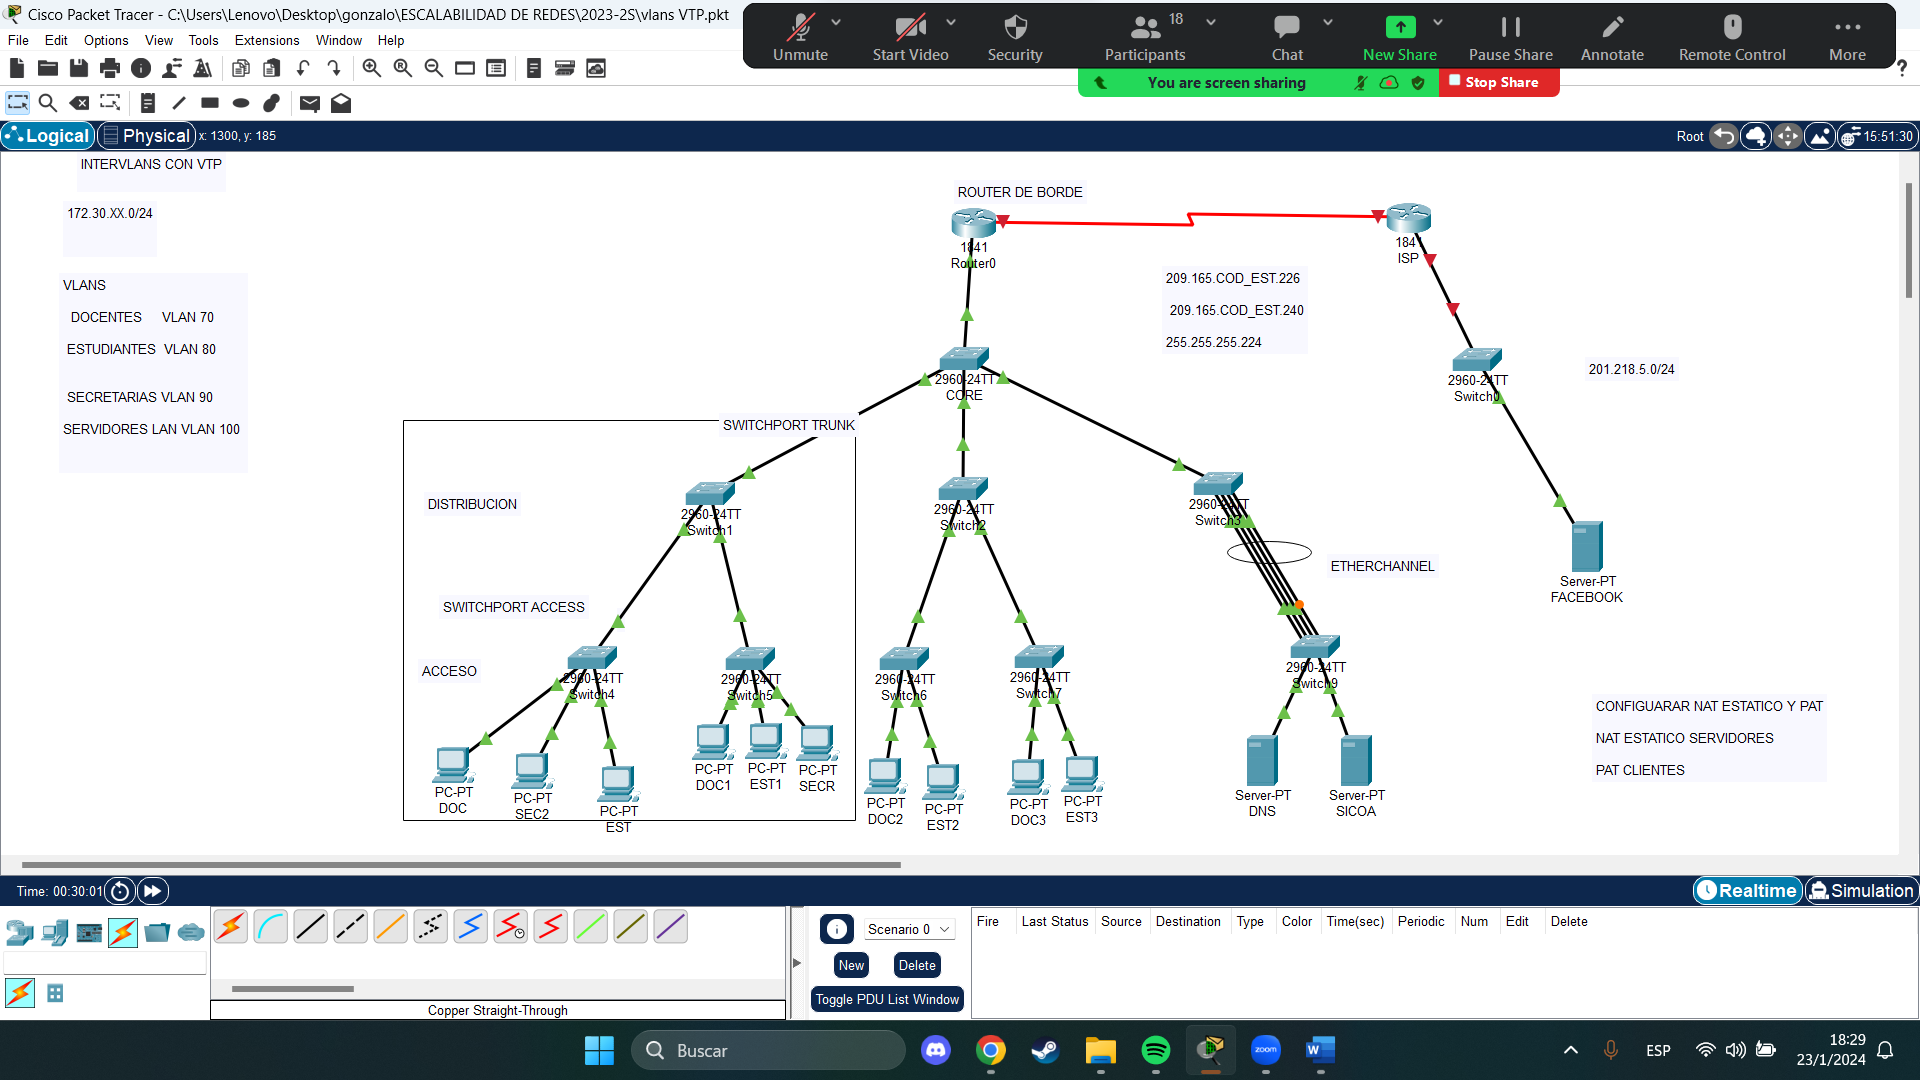 Cisco Packet Tracer - C:\Users\Lenovo\Desktop\gonzalo\ESCALABILIDAD DE REDES\2023-2S\vlans VTP.pkt
File Edit Options View Tools Extensions Window Help
Unmute
Start Video
Security
18
Participants
Chat
New Share
Pause Share
Annotate
Remote Control
More
You are screen sharing
Stop Share
?
Logical
Physical
x: 1300, y: 185
Root
15:51:30
INTERVLANS CON VTP
172.30.XX.0/24
VLANS
DOCENTES VLAN 70
ESTUDIANTES VLAN 80
SECRETARIAS VLAN 90
SERVIDORES LAN VLAN 100
ROUTER DE BORDE
1841
Router0
1841
ISP
209.165.COD_EST.226
209.165.COD_EST.240
255.255.255.224
2960-24TT
CORE
2960-24TT
Switch0
201.218.5.0/24
SWITCHPORT TRUNK
DISTRIBUCION
2960-24TT
Switch1
2960-24TT
Switch2
2960-24TT
Switch3
ETHERCHANNEL
Server-PT
FACEBOOK
SWITCHPORT ACCESS
ACCESO
2960-24TT
Switch4
2960-24TT
Switch5
2960-24TT
Switch6
2960-24TT
Switch7
2960-24TT
Switch9
CONFIGUARAR NAT ESTATICO Y PAT
NAT ESTATICO SERVIDORES
PAT CLIENTES
PC-PT
DOC
PC-PT
SEC2
PC-PT
EST
PC-PT
DOC1
PC-PT
EST1
PC-PT
SECR
PC-PT
DOC2
PC-PT
EST2
PC-PT
DOC3
PC-PT
EST3
Server-PT
DNS
Server-PT
SICOA
Time: 00:30:01
Realtime
Simulation
Scenario 0
New
Delete
Toggle PDU List Window
Fire Last Status Source Destination Type Color Time(sec) Periodic Num Edit Delete
Copper Straight-Through
Buscar
zoom
ESP
18:29
23/1/2024